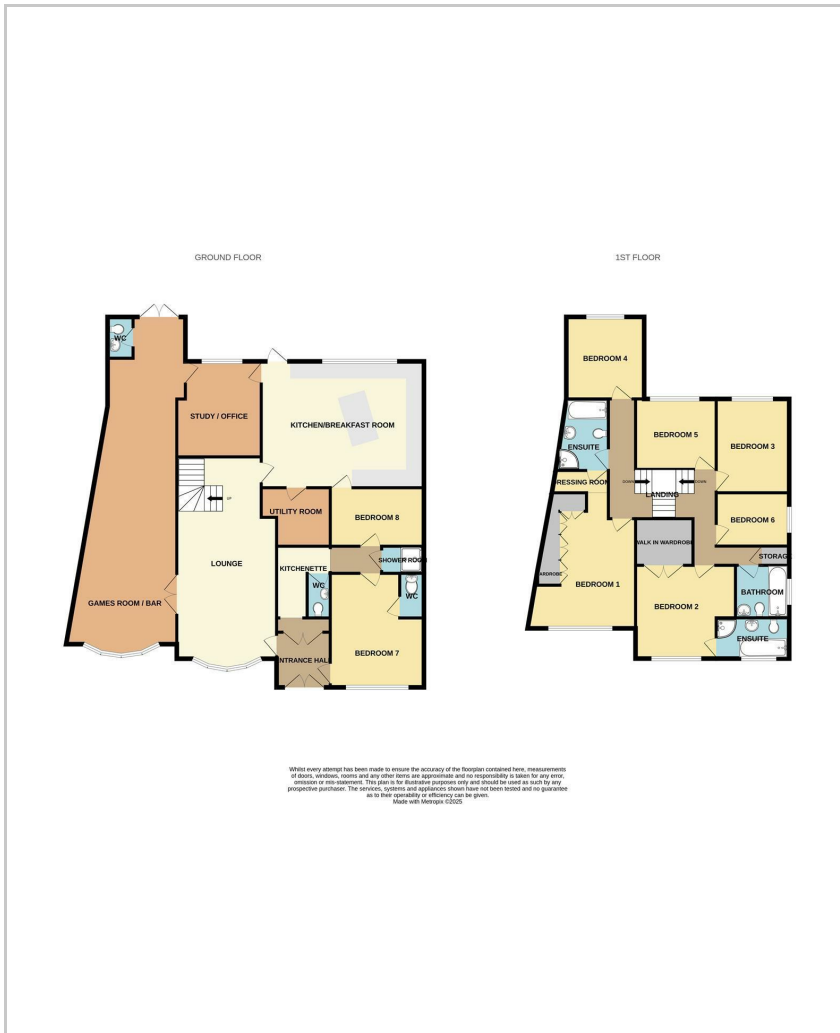 GROUND FLOOR
WC
STUDY / OFFICE
KITCHEN/BREAKFAST ROOM
UP
UTILITY ROOM
BEDROOM 8
LOUNGE
KITCHENETTE
SHOWER ROOM
WC
WC
GAMES ROOM / BAR
BEDROOM 7
ENTRANCE HALL
1ST FLOOR
BEDROOM 4
BEDROOM 5
BEDROOM 3
ENSUITE
DRESSING ROOM
DOWN
DOWN
LANDING
BEDROOM 6
WALK IN WARDROBE
STORAGE
WARDROBE
BEDROOM 1
BATHROOM
BEDROOM 2
ENSUITE
Whilst every attempt has been made to ensure the accuracy of the floorplan contained here, measurements
of doors, windows, rooms and any other items are approximate and no responsibility is taken for any error,
omission or mis-statement. This plan is for illustrative purposes only and should be used as such by any
prospective purchaser. The services, systems and appliances shown have not been tested and no guarantee
as to their operability or efficiency can be given.
Made with Metropix ©2025